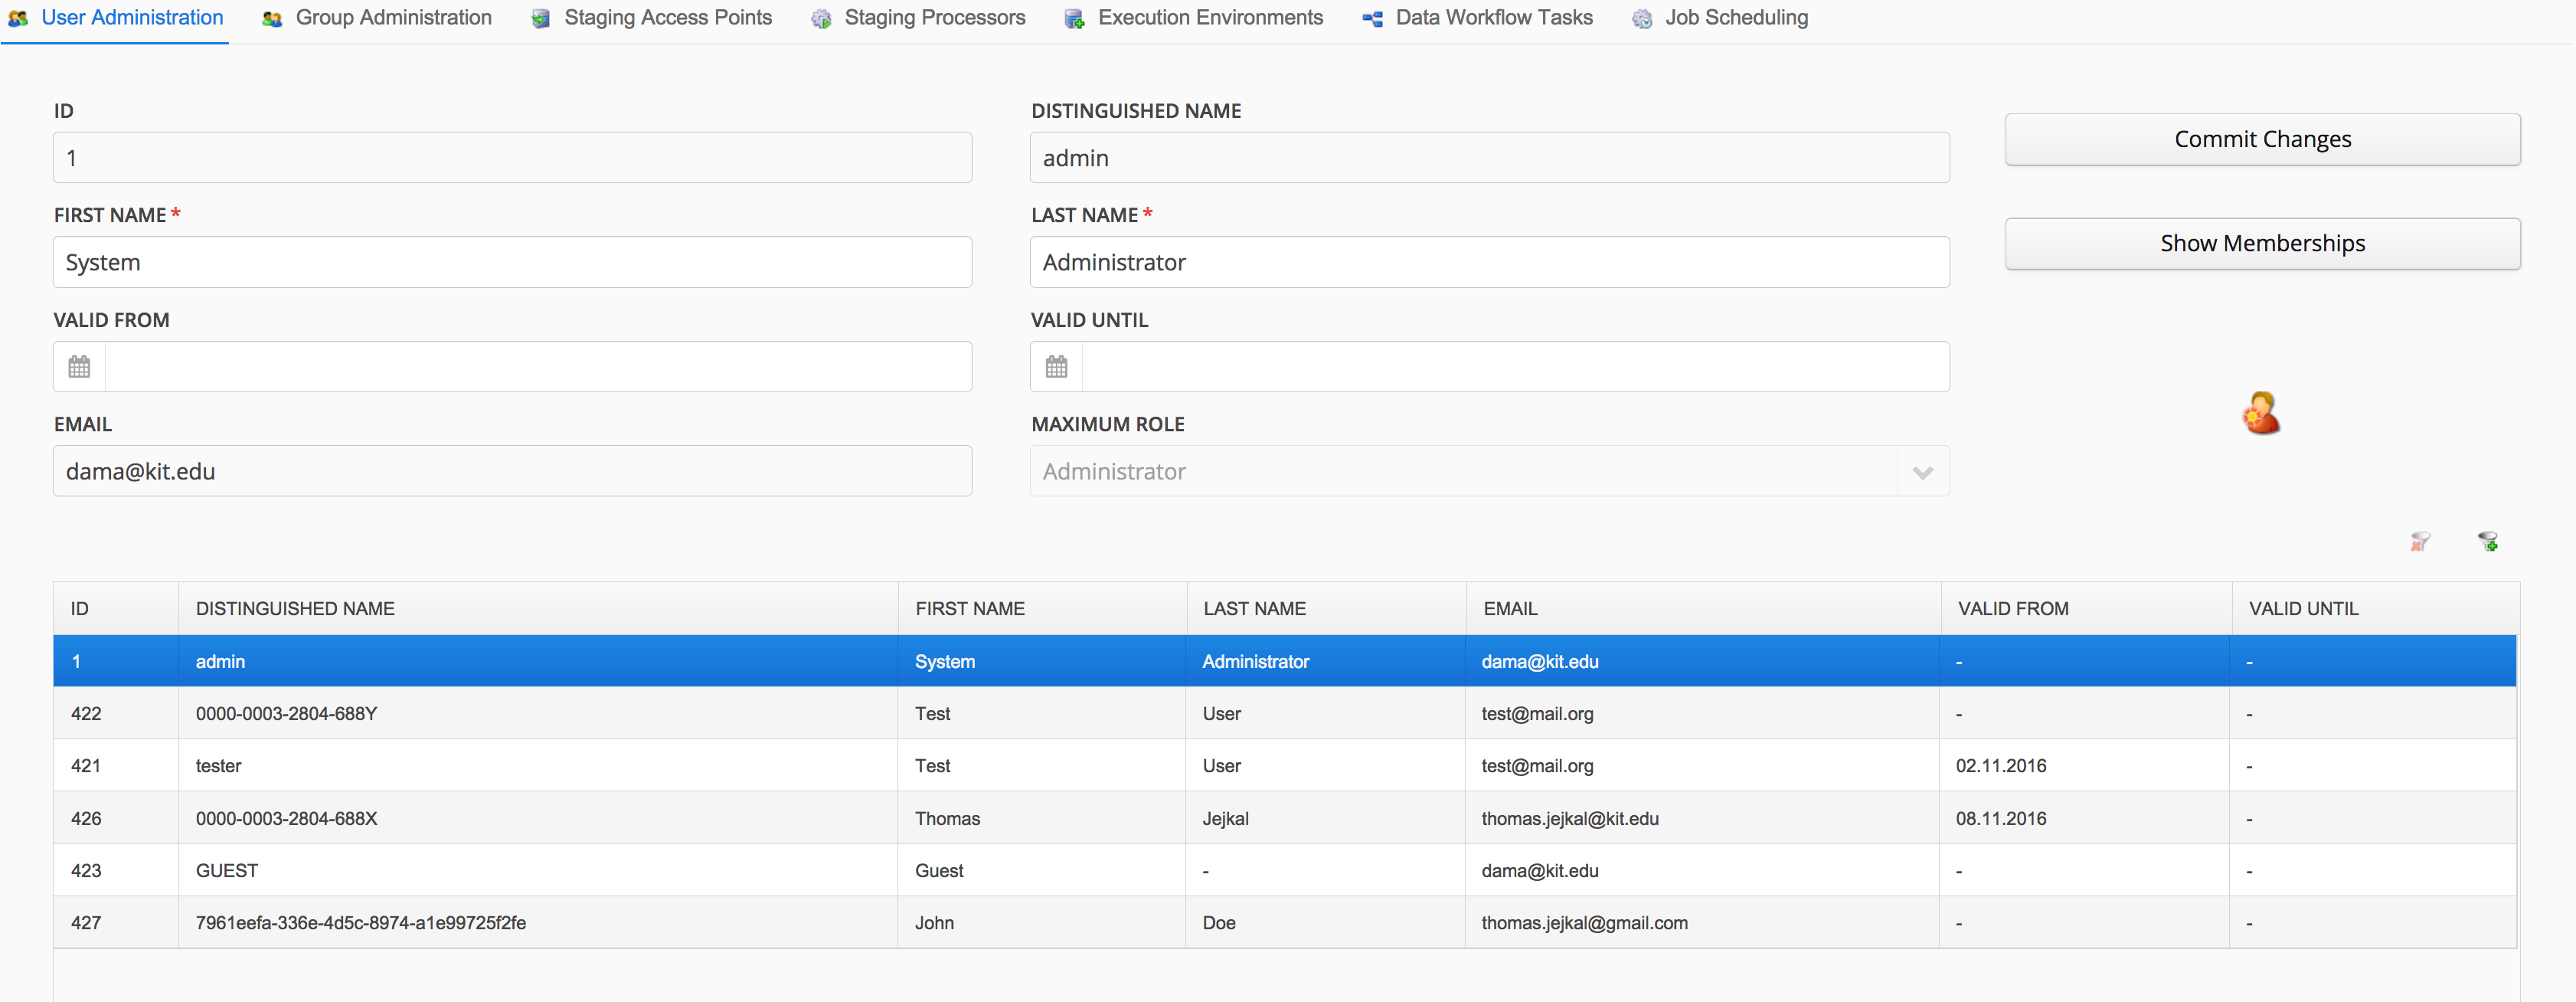 User Administration Group Administration Staging Access Points Staging Processors Execution Environments Data Workflow Tasks Job Scheduling
ID DISTINGUISHED NAME
1 admin Commit Changes
FIRST NAME * LAST NAME *
System Administrator Show Memberships
VALID FROM VALID UNTIL
EMAIL MAXIMUM ROLE
dama@kit.edu Administrator
ID DISTINGUISHED NAME FIRST NAME LAST NAME EMAIL VALID FROM VALID UNTIL
1 admin System Administrator dama@kit.edu - -
422 0000-0003-2804-688Y Test User test@mail.org - -
421 tester Test User test@mail.org 02.11.2016 -
426 0000-0003-2804-688X Thomas Jejkal thomas.jejkal@kit.edu 08.11.2016 -
423 GUEST Guest - dama@kit.edu - -
427 7961eefa-336e-4d5c-8974-a1e99725f2fe John Doe thomas.jejkal@gmail.com - -